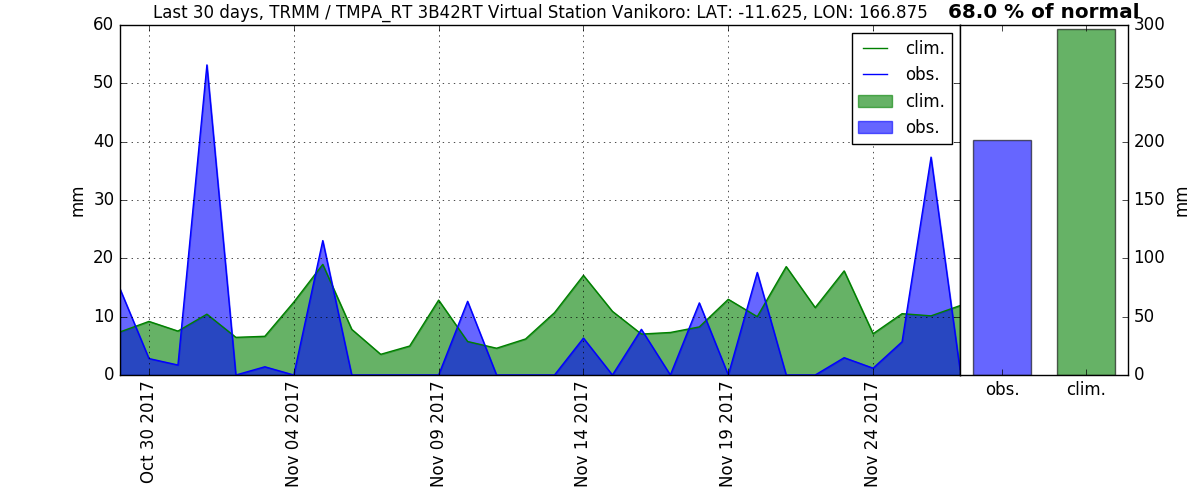 Last 30 days, TRMM / TMPA_RT 3B42RT Virtual Station Vanikoro: LAT: -11.625, LON: 166.875
68.0 % of normal
60
50
40
30
20
10
0
mm
clim.
obs.
clim.
obs.
300
250
200
150
100
50
0
mm
obs.
clim.
Oct 30 2017
Nov 04 2017
Nov 09 2017
Nov 14 2017
Nov 19 2017
Nov 24 2017